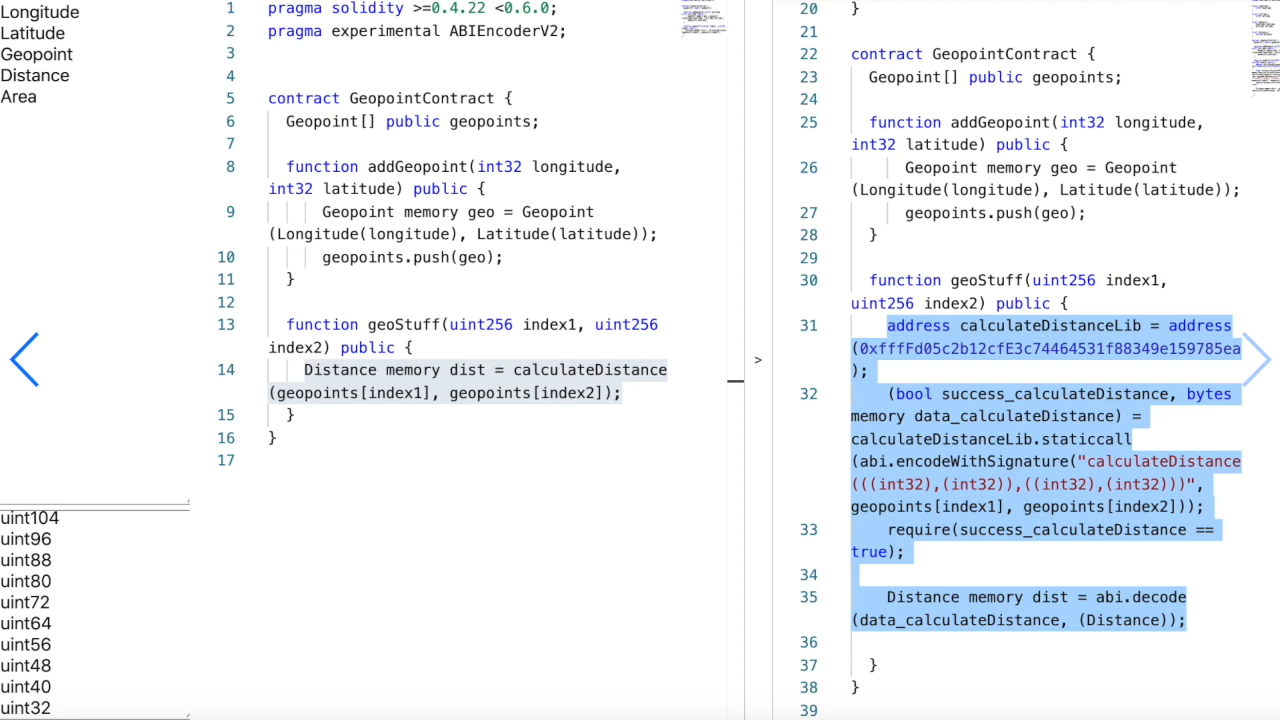 Longitude
Latitude
Geopoint
Distance
Area
uint104
uint96
uint88
uint80
uint72
uint64
uint56
uint48
uint40
uint32
1 pragma solidity >=0.4.22 <0.6.0;
2 pragma experimental ABIEncoderV2;
3
4
5 contract GeopointContract {
6 Geopoint[] public geopoints;
7
8 function addGeopoint(int32 longitude,
int32 latitude) public {
9 Geopoint memory geo = Geopoint
(Longitude(longitude), Latitude(latitude));
10 geopoints.push(geo);
11 }
12
13 function geoStuff(uint256 index1, uint256
index2) public {
14 Distance memory dist = calculateDistance
(geopoints[index1], geopoints[index2]);
15 }
16 }
17
>
20 }
21
22 contract GeopointContract {
23 Geopoint[] public geopoints;
24
25 function addGeopoint(int32 longitude,
int32 latitude) public {
26 Geopoint memory geo = Geopoint
(Longitude(longitude), Latitude(latitude));
27 geopoints.push(geo);
28 }
29
30 function geoStuff(uint256 index1,
uint256 index2) public {
31 address calculateDistanceLib = address
(0xfffFd05c2b12cfE3c74464531f88349e159785ea
);
32 (bool success_calculateDistance, bytes
memory data_calculateDistance) =
calculateDistanceLib.staticcall
(abi.encodeWithSignature("calculateDistance
(((int32),(int32)),((int32),(int32)))",
geopoints[index1], geopoints[index2]));
33 require(success_calculateDistance ==
true);
34
35 Distance memory dist = abi.decode
(data_calculateDistance, (Distance));
36
37 }
38 }
39